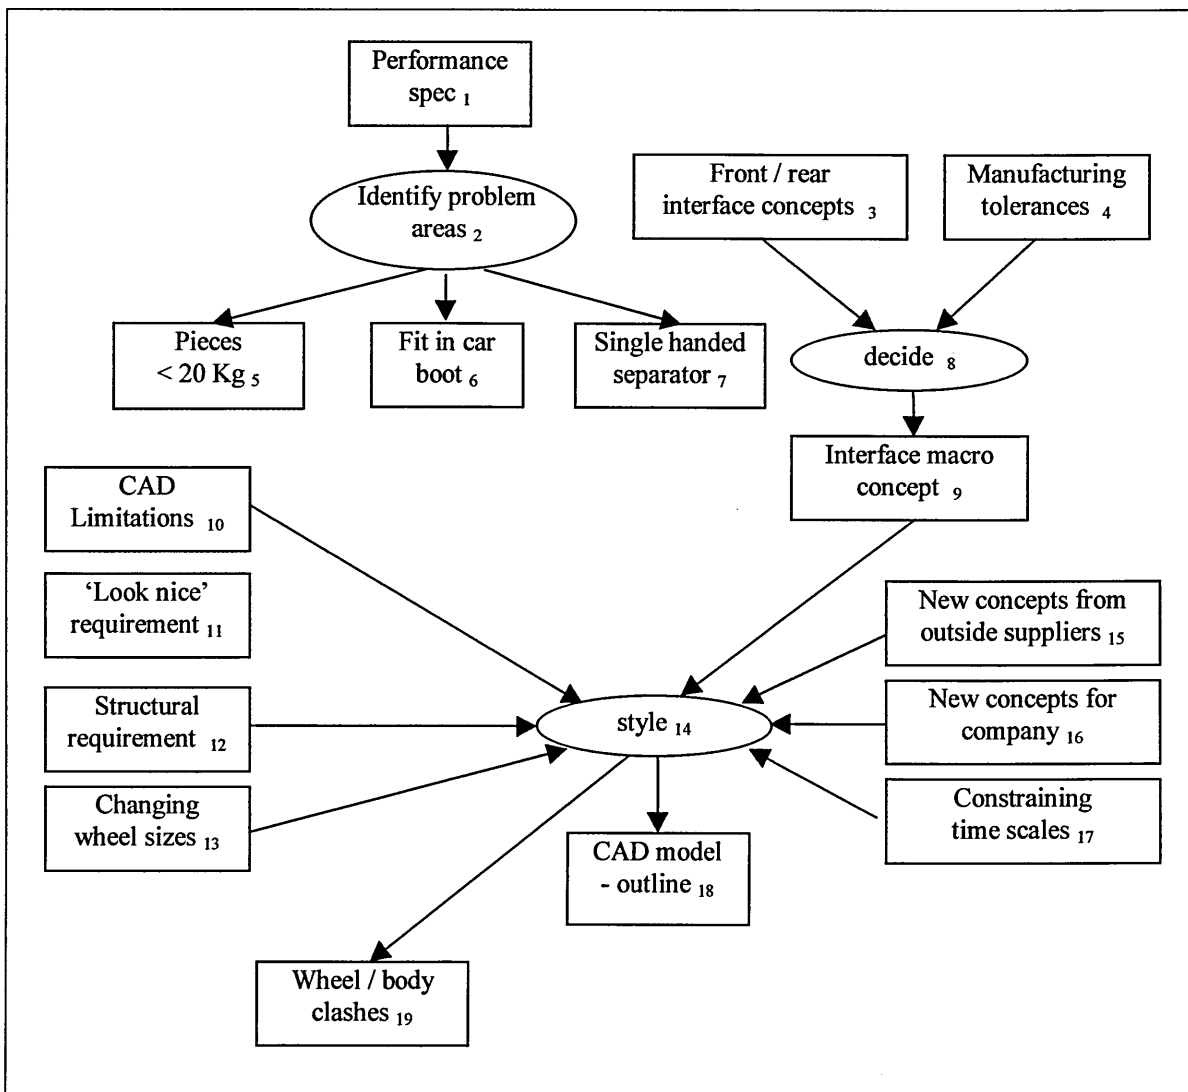 Performance
spec 1
Identify problem
areas 2
Front / rear
interface concepts 3
Manufacturing
tolerances 4
Pieces
< 20 Kg 5
Fit in car
boot 6
Single handed
separator 7
decide 8
Interface macro
concept 9
CAD
Limitations 10
‘Look nice’
requirement 11
Structural
requirement 12
Changing
wheel sizes 13
style 14
New concepts from
outside suppliers 15
New concepts for
company 16
Constraining
time scales 17
CAD model
- outline 18
Wheel / body
clashes 19